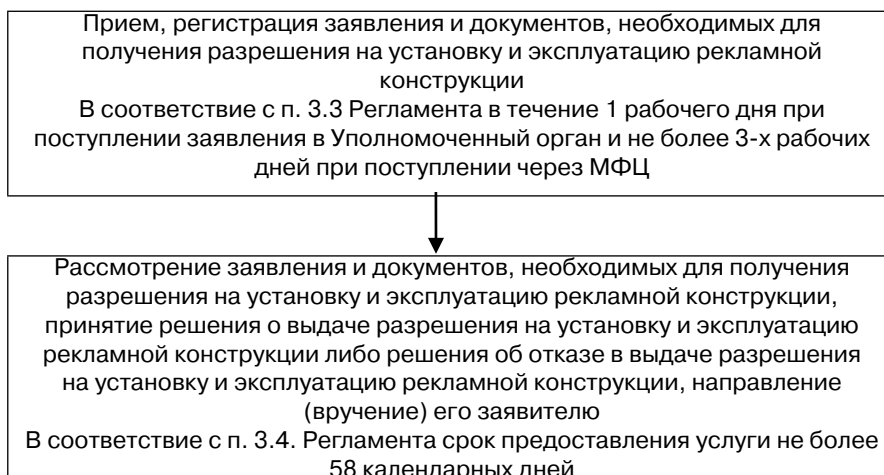 Прием, регистрация заявления и документов, необходимых для
получения разрешения на установку и эксплуатацию рекламной
конструкции
В соответствие с п. 3.3 Регламента в течение 1 рабочего дня при
поступлении заявления в Уполномоченный орган и не более 3-х рабочих
дней при поступлении через МФЦ
Рассмотрение заявления и документов, необходимых для получения
разрешения на установку и эксплуатацию рекламной конструкции,
принятие решения о выдаче разрешения на установку и эксплуатацию
рекламной конструкции либо решения об отказе в выдаче разрешения
на установку и эксплуатацию рекламной конструкции, направление
(вручение) его заявителю
В соответствие с п. 3.4. Регламента срок предоставления услуги не более
58 календарных дней